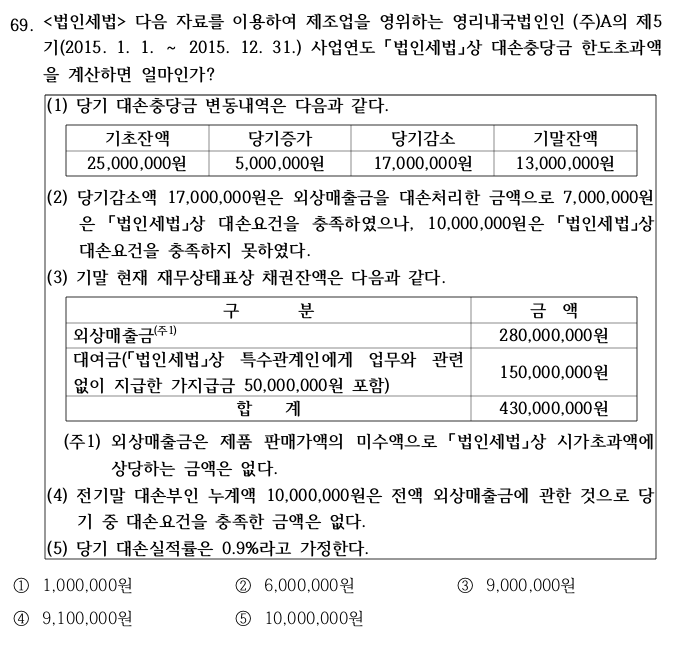 69. <법인세법> 다음 자료를 이용하여 제조업을 영위하는 영리내국법인인 (주)A의 제5
기(2015. 1. 1. ~ 2015. 12. 31.) 사업연도 「법인세법」상 대손충당금 한도초과액
을 계산하면 얼마인가?
(1) 당기 대손충당금 변동내역은 다음과 같다.
기초잔액 당기증가 당기감소 기말잔액
25,000,000원 5,000,000원 17,000,000원 13,000,000원
(2) 당기감소액 17,000,000원은 외상매출금을 대손처리한 금액으로 7,000,000원
은 「법인세법」상 대손요건을 충족하였으나, 10,000,000원은 「법인세법」상
대손요건을 충족하지 못하였다.
(3) 기말 현재 재무상태표상 채권잔액은 다음과 같다.
구 분 금 액
외상매출금(주1) 280,000,000원
대여금(「법인세법」상 특수관계인에게 업무와 관련
없이 지급한 가지급금 50,000,000원 포함) 150,000,000원
합 계 430,000,000원
(주1) 외상매출금은 제품 판매가액의 미수액으로 「법인세법」상 시가초과액에
상당하는 금액은 없다.
(4) 전기말 대손부인 누계액 10,000,000원은 전액 외상매출금에 관한 것으로 당
기 중 대손요건을 충족한 금액은 없다.
(5) 당기 대손실적률은 0.9%라고 가정한다.
① 1,000,000원 ② 6,000,000원 ③ 9,000,000원
④ 9,100,000원 ⑤ 10,000,000원